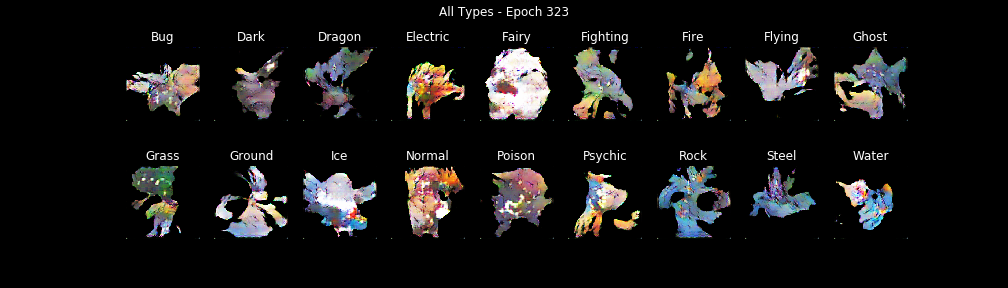 All Types - Epoch 323
Bug Dark Dragon Electric Fairy Fighting Fire Flying Ghost
Grass Ground Ice Normal Poison Psychic Rock Steel Water